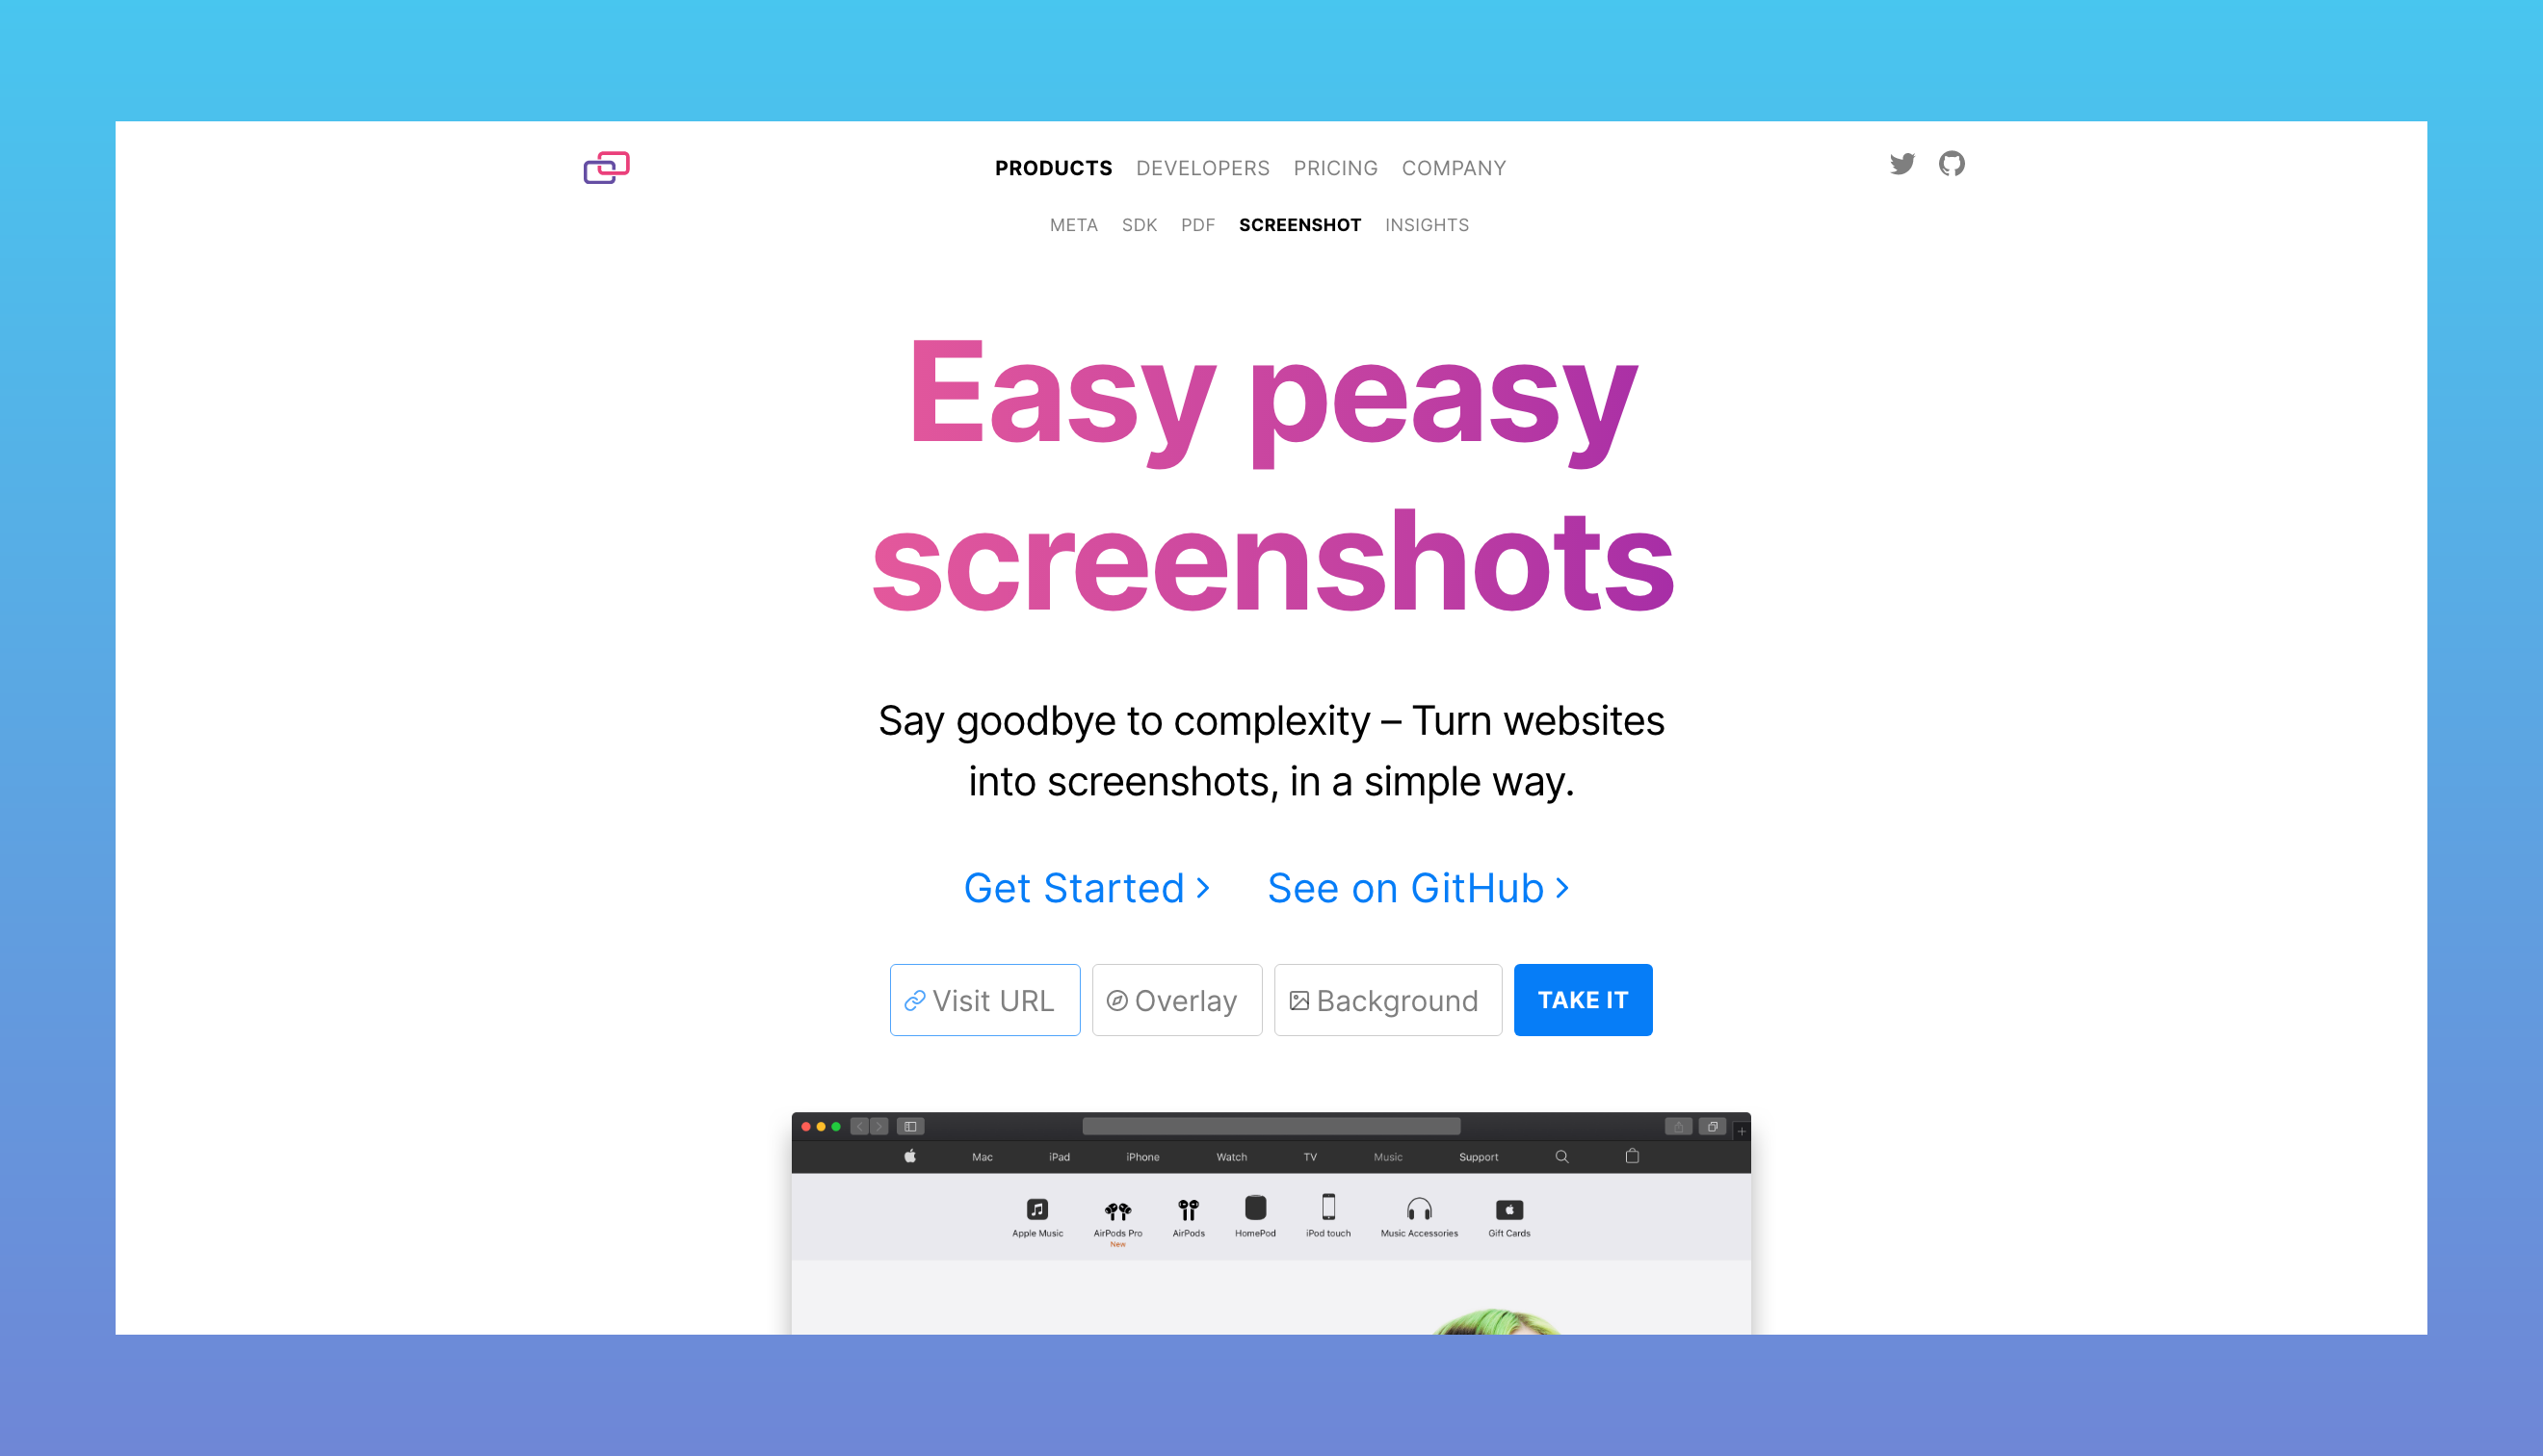 PRODUCTS DEVELOPERS PRICING COMPANY
META SDK PDF SCREENSHOT INSIGHTS
Easy peasy
screenshots
Say goodbye to complexity – Turn websites
into screenshots, in a simple way.
Get Started See on GitHub
Visit URL Overlay Background TAKE IT
Mac iPad iPhone Watch TV Music Support
Apple Music AirPods Pro AirPods HomePod iPod touch Music Accessories Gift Cards
New